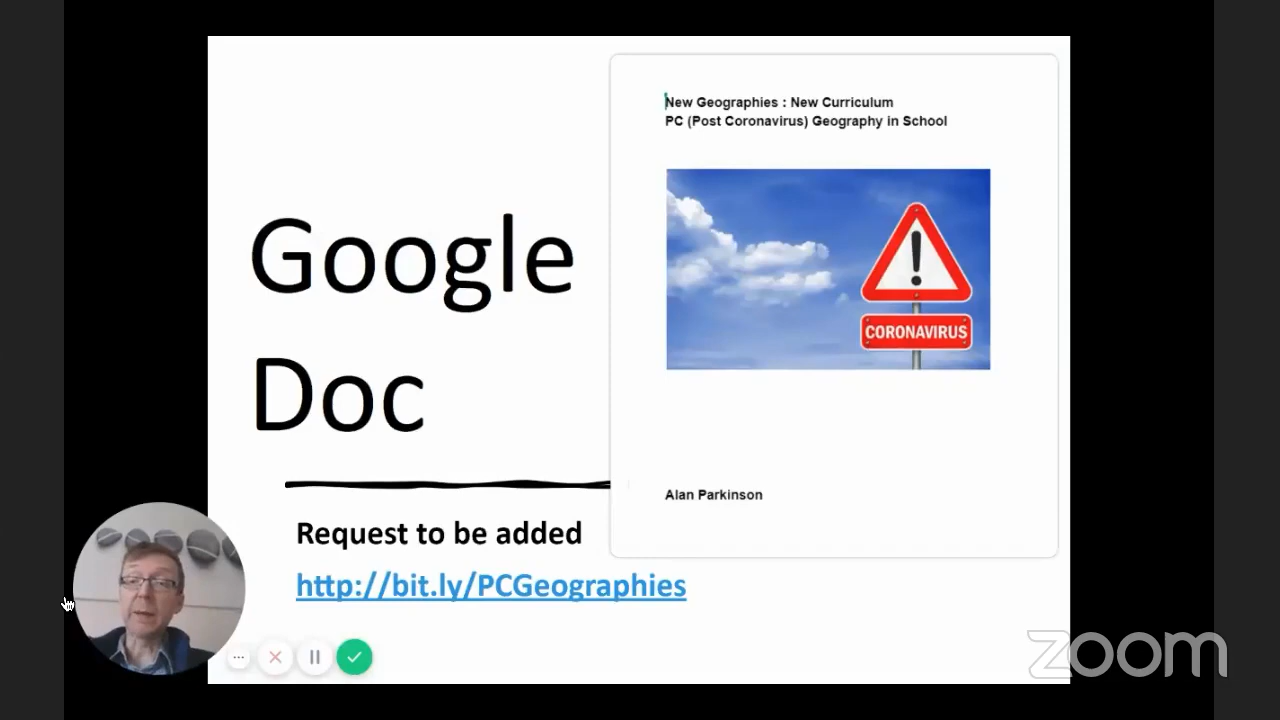 Google
Doc
Request to be added
http://bit.ly/PCGeographies
New Geographies : New Curriculum
PC (Post Coronavirus) Geography in School
CORONAVIRUS
Alan Parkinson
zoom